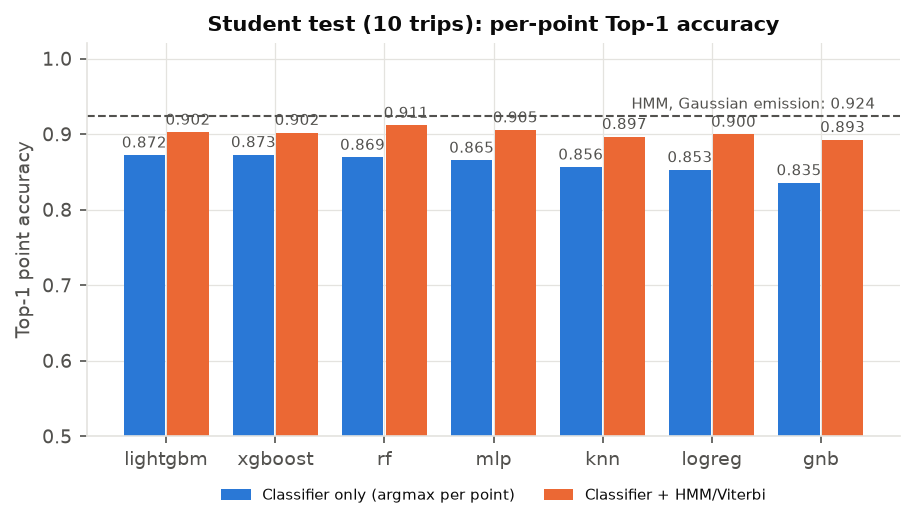 Student test (10 trips): per-point Top-1 accuracy
Top-1 point accuracy
1.0
0.9
0.8
0.7
0.6
0.5
HMM, Gaussian emission: 0.924
0.872 0.902 0.873 0.902 0.869 0.911 0.865 0.905 0.856 0.897 0.853 0.900 0.835 0.893
lightgbm xgboost rf mlp knn logreg gnb
Classifier only (argmax per point) Classifier + HMM/Viterbi